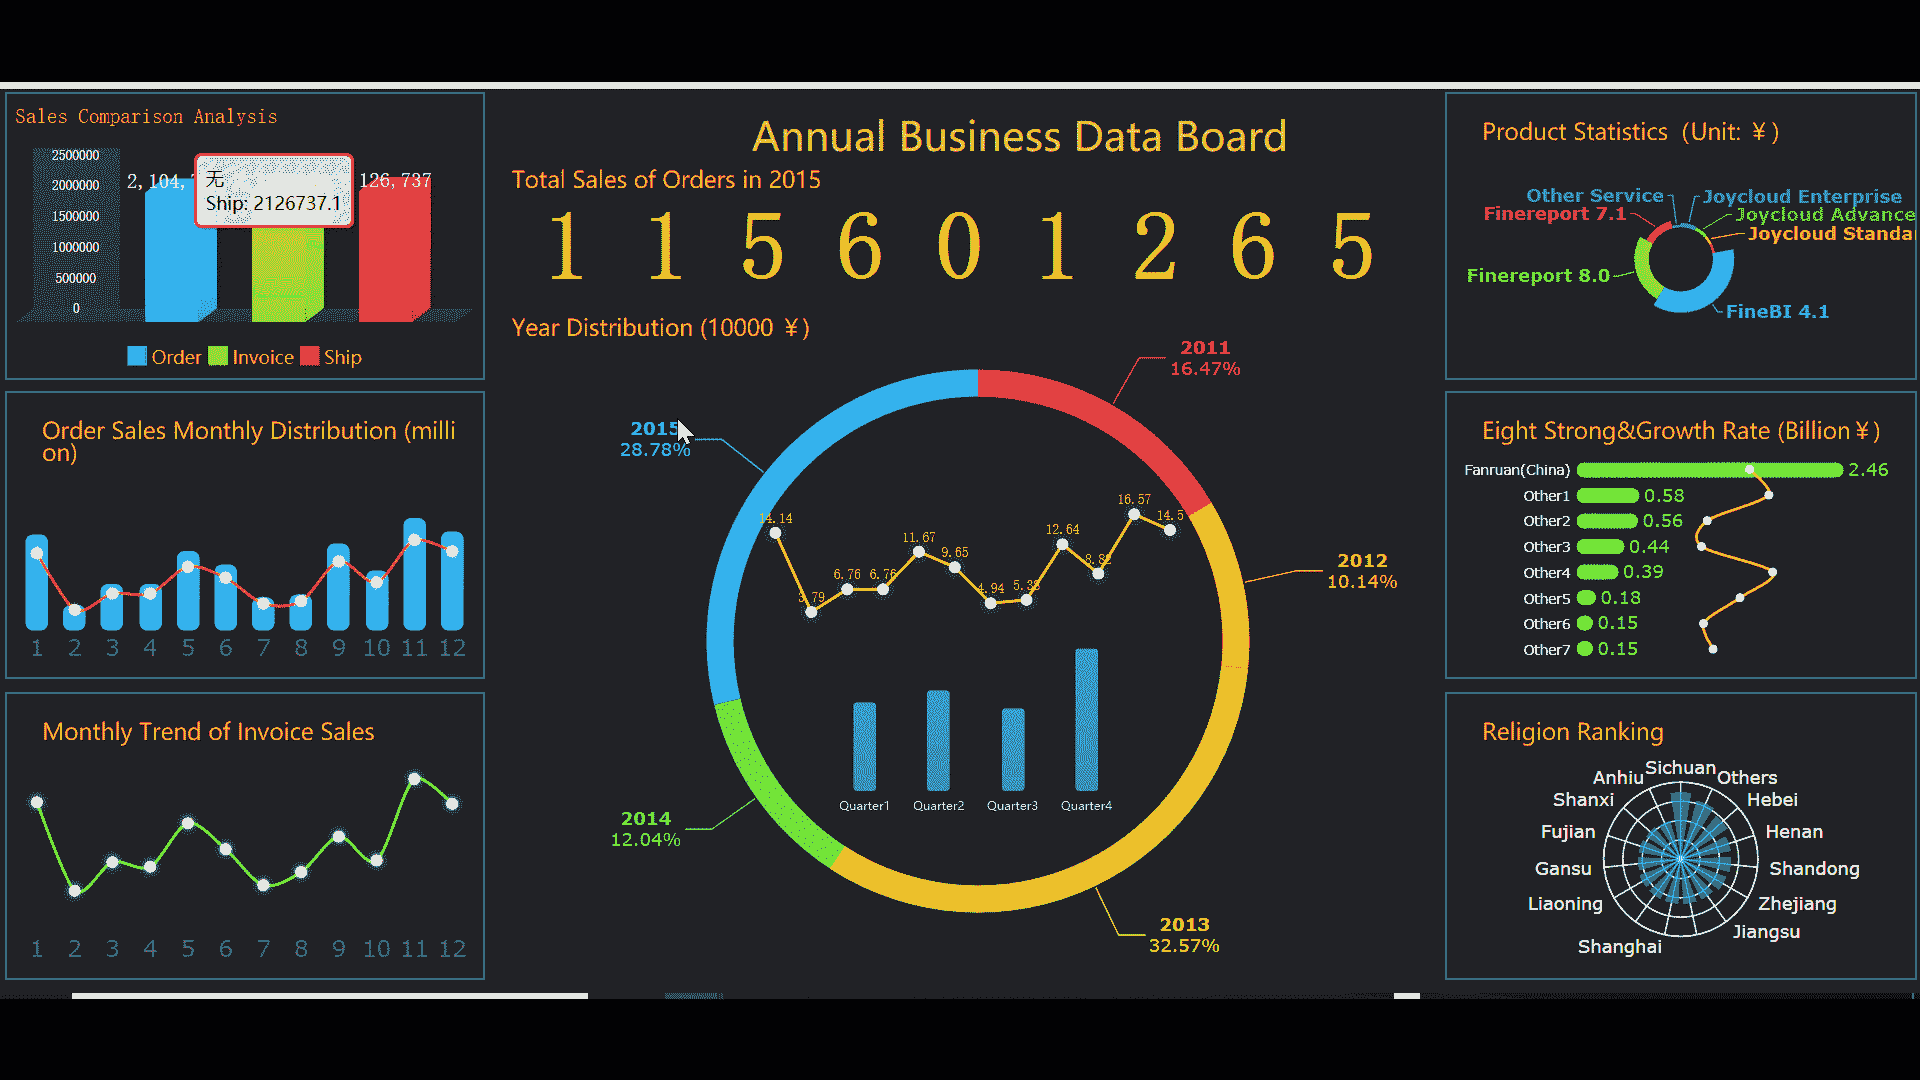 Annual Business Data Board
Sales Comparison Analysis
2500000
2000000
1500000
1000000
500000
0
2,104,
无
Ship: 2126737.1
126,737
Order Invoice Ship
Total Sales of Orders in 2015
1 1 5 6 0 1 2 6 5
Year Distribution (10000 ¥)
2011
16.47%
2015
28.78%
2012
10.14%
2014
12.04%
2013
32.57%
14.14
3.79
6.76
6.76
11.67
9.65
4.94
12.64
16.57
14.5
Quarter1 Quarter2 Quarter3 Quarter4
Order Sales Monthly Distribution (milli
on)
1 2 3 4 5 6 7 8 9 10 11 12
Monthly Trend of Invoice Sales
1 2 3 4 5 6 7 8 9 10 11 12
Product Statistics (Unit: ¥)
Other Service
Joycloud Enterprise
Finereport 7.1
Joycloud Advance
Joycloud Standa
Finereport 8.0
FineBI 4.1
Eight Strong&Growth Rate (Billion¥)
Fanruan(China) 2.46
Other1 0.58
Other2 0.56
Other3 0.44
Other4 0.39
Other5 0.18
Other6 0.15
Other7 0.15
Religion Ranking
Sichuan
Anhiu
Others
Shanxi
Hebei
Fujian
Henan
Gansu
Shandong
Liaoning
Zhejiang
Jiangsu
Shanghai